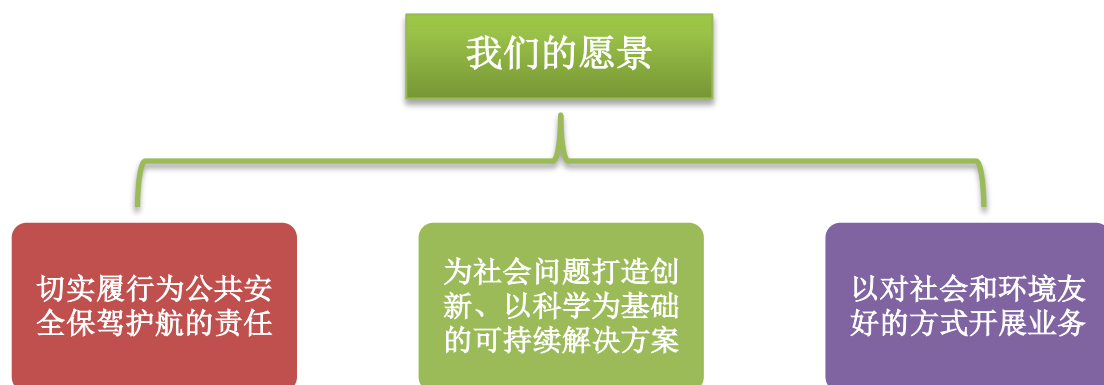 我们的愿景
切实履行为公共安
全保驾护航的责任
为社会问题打造创
新、以科学为基础
的可持续解决方案
以对社会和环境友
好的方式开展业务